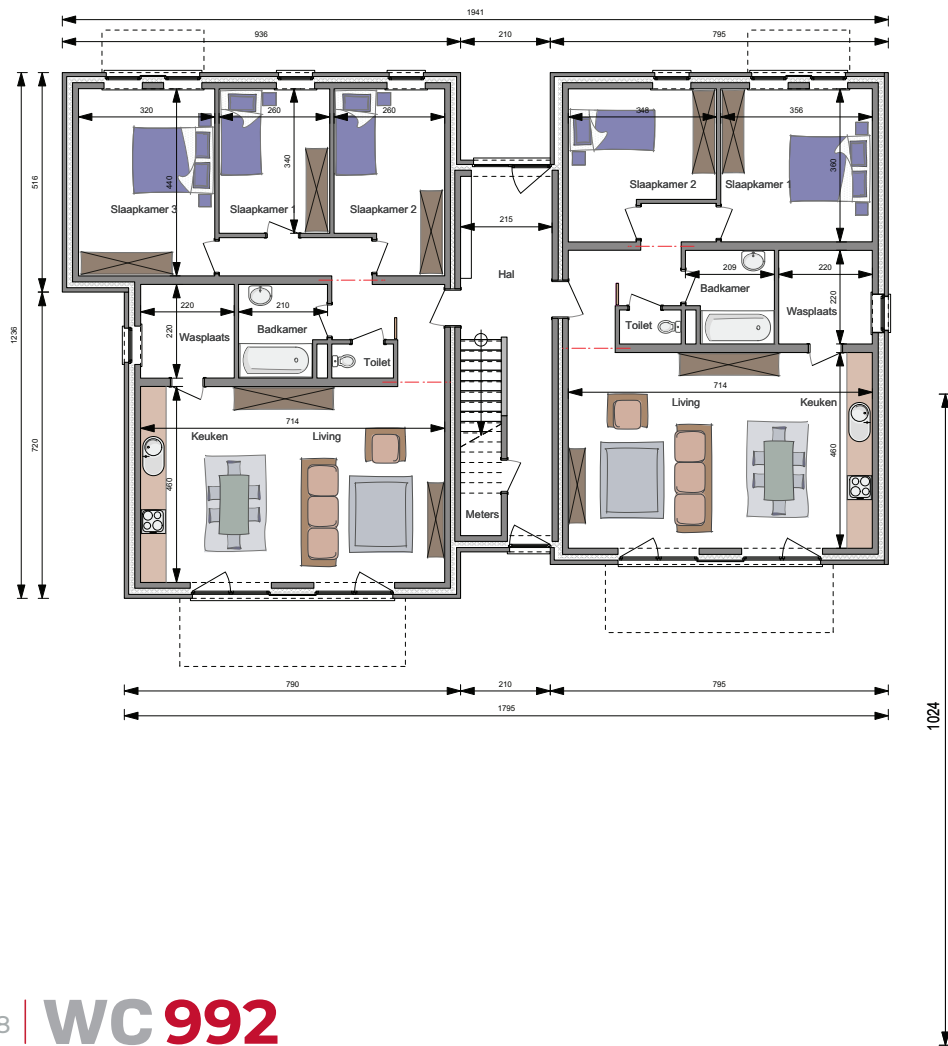 1941
936 210 795
320 260 260 348 356
516 440 340 360
Slaapkamer 3 Slaapkamer 1 Slaapkamer 2 Slaapkamer 2 Slaapkamer 1
215
Hal
1236
220 210 209 220
220 220
Wasplaats Badkamer Toilet Toilet Badkamer Wasplaats
714 714
Keuken Living Living Keuken
720 460 460
Meters
790 210 795
1795
1024
8 WC 992